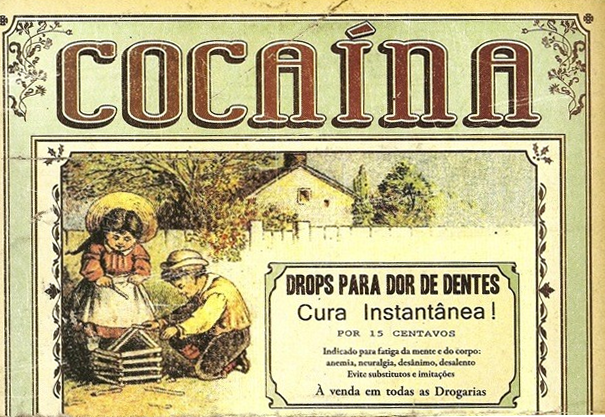 COCAÍNA
DROPS PARA DOR DE DENTES
Cura Instantânea!
POR 15 CENTAVOS
Indicado para fatiga da mente e do corpo:
anemia, neuralgia, desânimo, desalento
Evite substitutos e imitações
À venda em todas as Drogarias